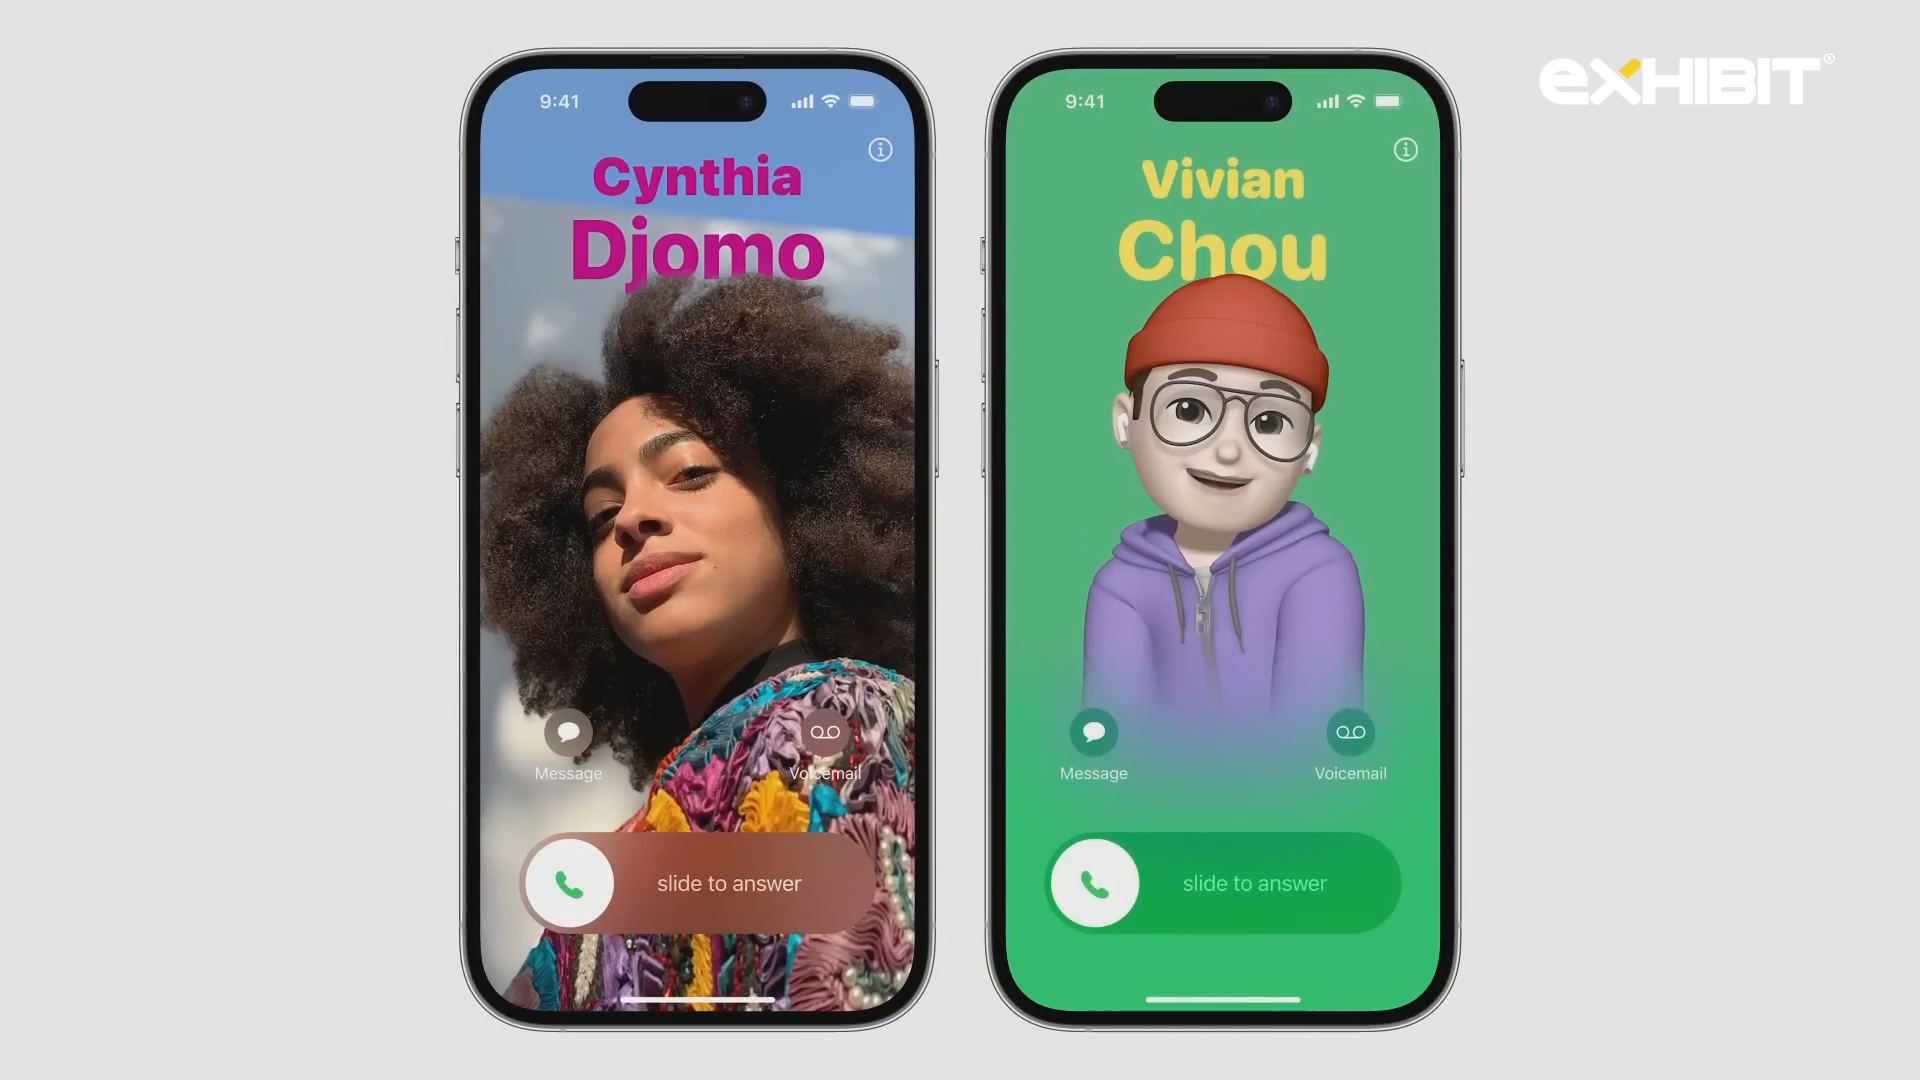 eXHIBIT®
9:41
Cynthia
Djomo
Message
Voicemail
slide to answer
9:41
Vivian
Chou
Message
Voicemail
slide to answer